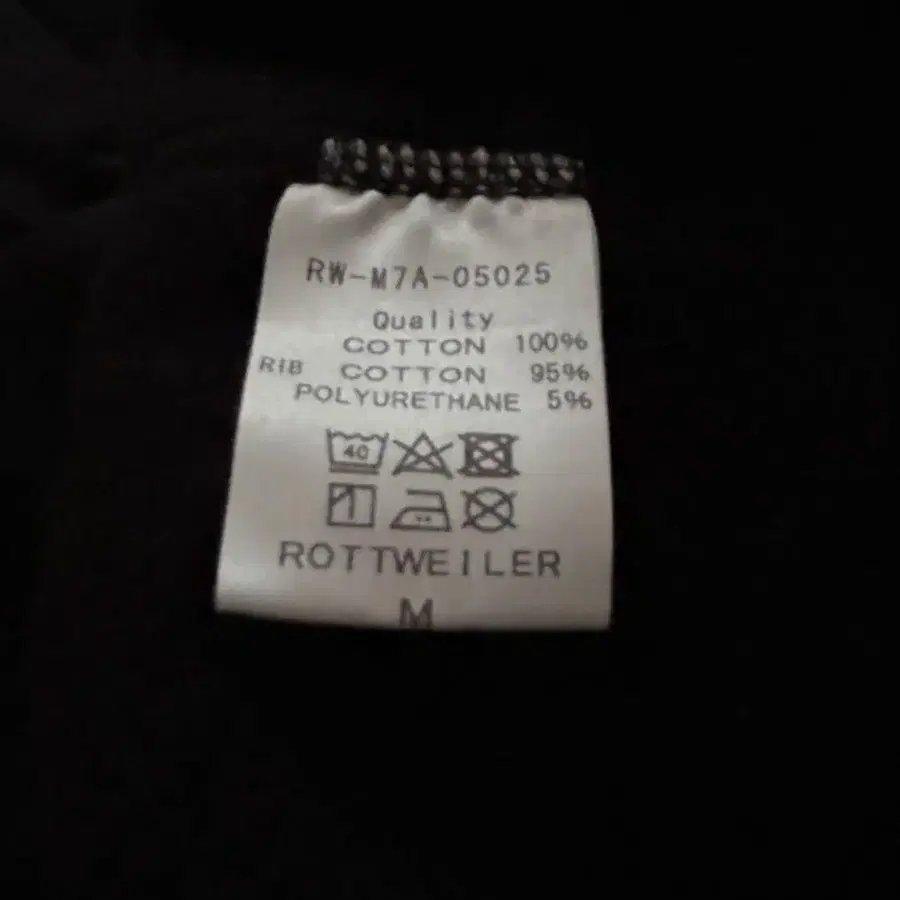 RW-M7A-05025
Quality
COTTON 100%
RIB COTTON 95%
POLYURETHANE 5%
40
ROTTWEILER
M